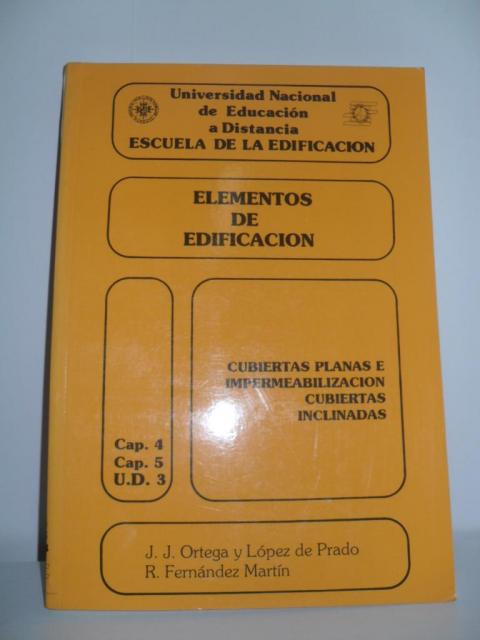 Universidad Nacional
de Educación
a Distancia
ESCUELA DE LA EDIFICACION
ELEMENTOS
DE
EDIFICACION
CUBIERTAS PLANAS E
IMPERMEABILIZACION
CUBIERTAS
INCLINADAS
Cap. 4
Cap. 5
U.D. 3
J. J. Ortega y López de Prado
R. Fernández Martín